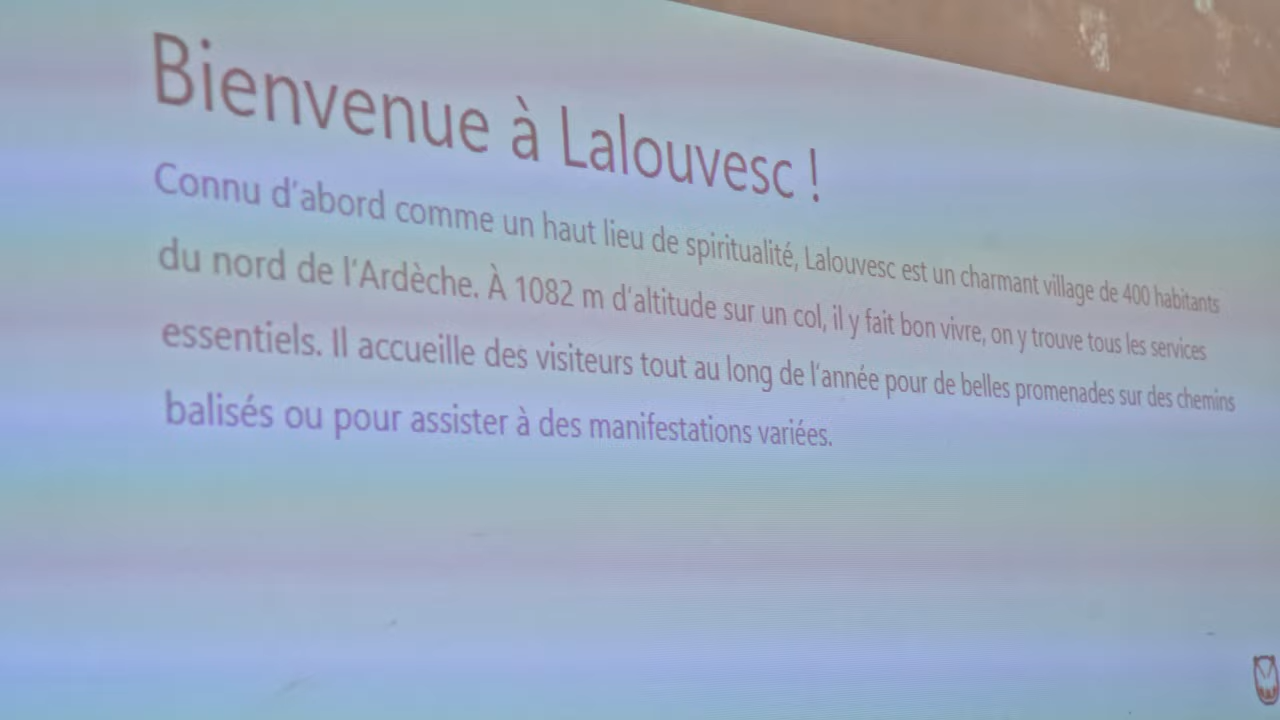 Bienvenue à Lalouvesc !
Connu d'abord comme un haut lieu de spiritualité, Lalouvesc est un charmant village de 400 habitants
du nord de l'Ardèche. À 1082 m d'altitude sur un col, il y fait bon vivre, on y trouve tous les services
essentiels. Il accueille des visiteurs tout au long de l'année pour de belles promenades sur des chemins
balisés ou pour assister à des manifestations variées.